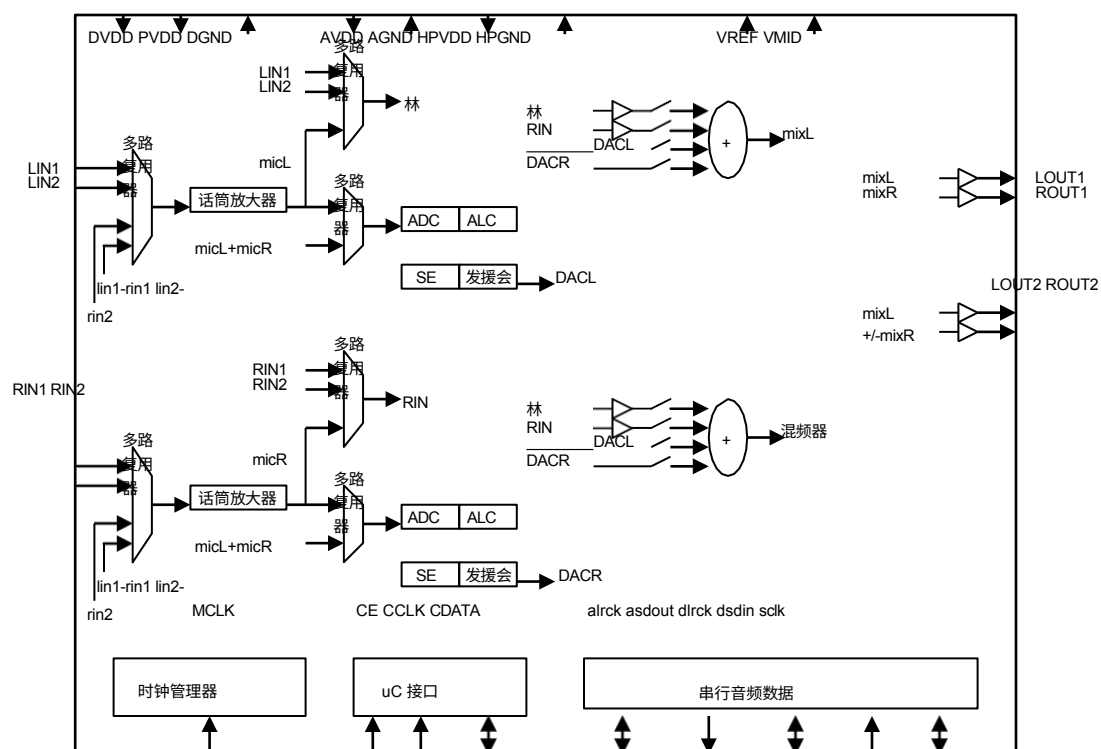 DVDD PVDD DGND
AVDD AGND HPVDD HPGND
VREF VMID
多路
复用
器
LIN1
LIN2
林
林
RIN
DACL
DACR
+
mixL
多路
复用
器
LIN1
LIN2
micL
话筒放大器
多路
复用
器
ADC
ALC
micL+micR
mixL
mixR
LOUT1
ROUT1
SE
发援会
DACL
lin1-rin1 lin2-
rin2
LOUT2 ROUT2
mixL
+/-mixR
多路
复用
器
RIN1
RIN2
RIN
RIN1 RIN2
林
RIN
DACL
DACR
+
混频器
多路
复用
器
micR
话筒放大器
多路
复用
器
ADC
ALC
micL+micR
SE
发援会
DACR
lin1-rin1 lin2-
rin2
MCLK
CE CCLK CDATA
alrck asdout dlrck dsdin sclk
时钟管理器
uC 接口
串行音频数据